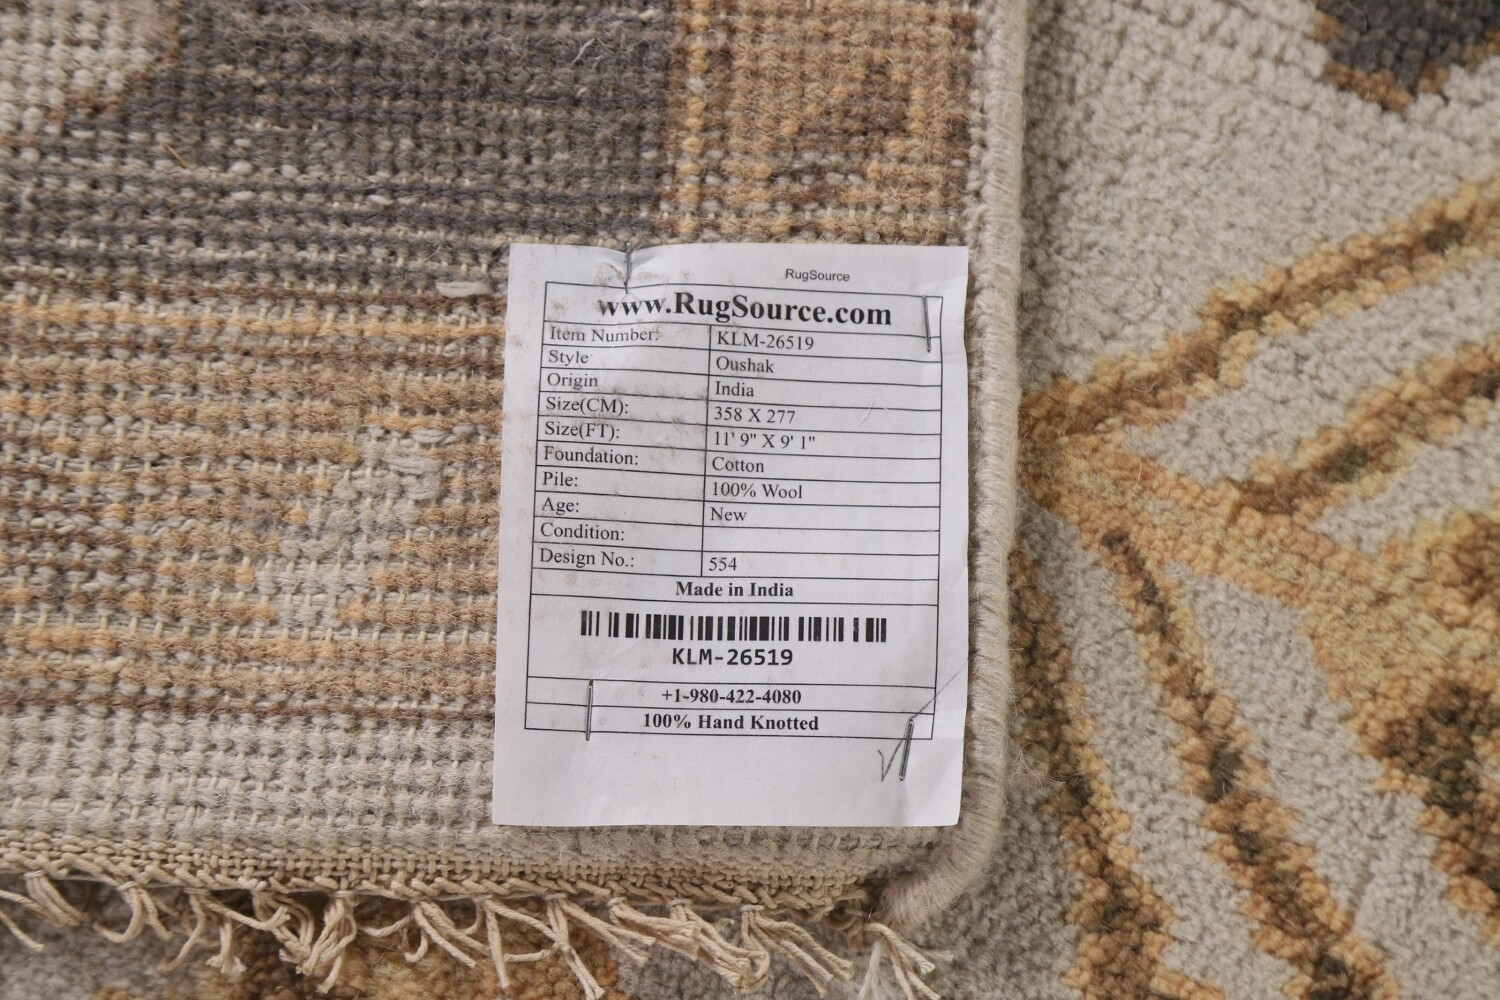 RugSource
www.RugSource.com
Item Number: KLM-26519
Style Oushak
Origin India
Size(CM): 358 X 277
Size(FT): 11' 9" X 9' 1"
Foundation: Cotton
Pile: 100% Wool
Age: New
Condition:
Design No.: 554
Made in India
KLM-26519
+1-980-422-4080
100% Hand Knotted